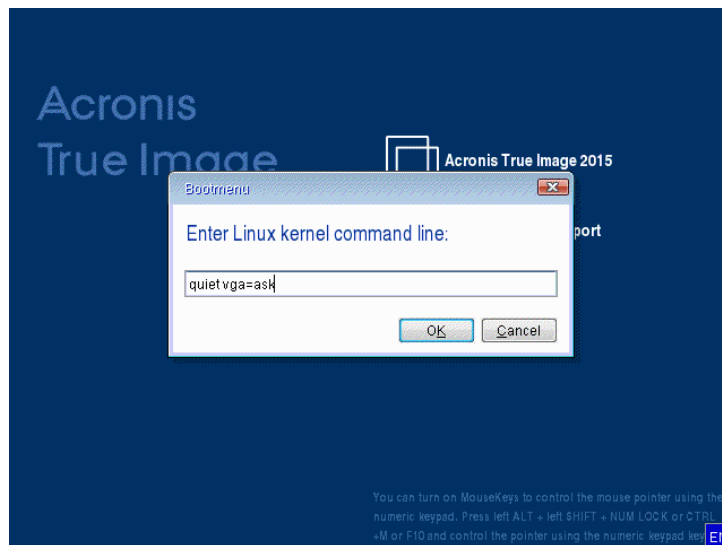 Acronis
True Image
Acronis True Image 2015
Bootmenu
Enter Linux kernel command line:
port
quiet vga=ask
OK
Cancel
You can turn on MouseKeys to control the mouse pointer using the
numeric keypad. Press left ALT + left SHIFT + NUM LOCK or CTRL
+M or F10 and control the pointer using the numeric keypad key
EN